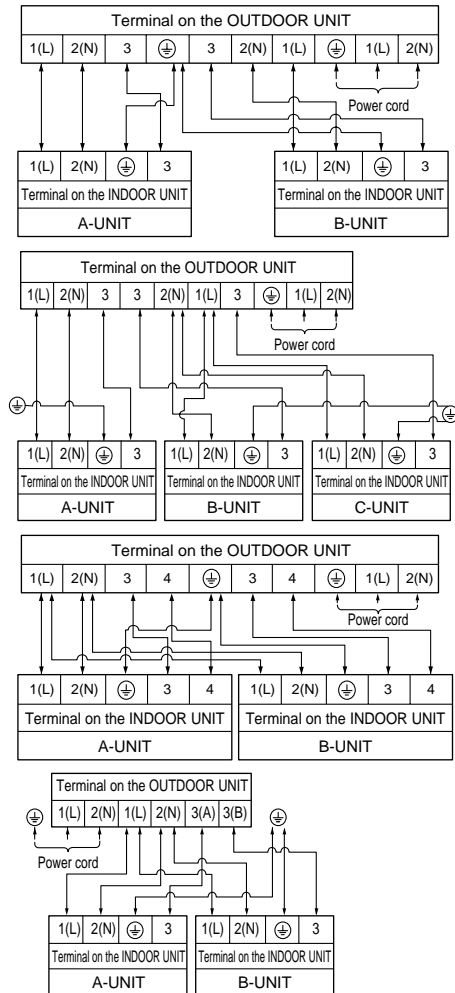 Terminal on the OUTDOOR UNIT
1(L) 2(N) 3 3 2(N) 1(L) 1(L) 2(N)
Power cord
1(L) 2(N) 3 1(L) 2(N) 3
Terminal on the INDOOR UNIT Terminal on the INDOOR UNIT
A-UNIT B-UNIT
Terminal on the OUTDOOR UNIT
1(L) 2(N) 3 3 2(N) 1(L) 3 1(L) 2(N)
Power cord
1(L) 2(N) 3 1(L) 2(N) 3 1(L) 2(N) 3
Terminal on the INDOOR UNIT Terminal on the INDOOR UNIT Terminal on the INDOOR UNIT
A-UNIT B-UNIT C-UNIT
Terminal on the OUTDOOR UNIT
1(L) 2(N) 3 4 3 4 1(L) 2(N)
Power cord
1(L) 2(N) 3 4 1(L) 2(N) 3 4
Terminal on the INDOOR UNIT Terminal on the INDOOR UNIT
A-UNIT B-UNIT
Terminal on the OUTDOOR UNIT
1(L) 2(N) 1(L) 2(N) 3(A) 3(B)
Power cord
1(L) 2(N) 3 1(L) 2(N) 3
Terminal on the INDOOR UNIT Terminal on the INDOOR UNIT
A-UNIT B-UNIT